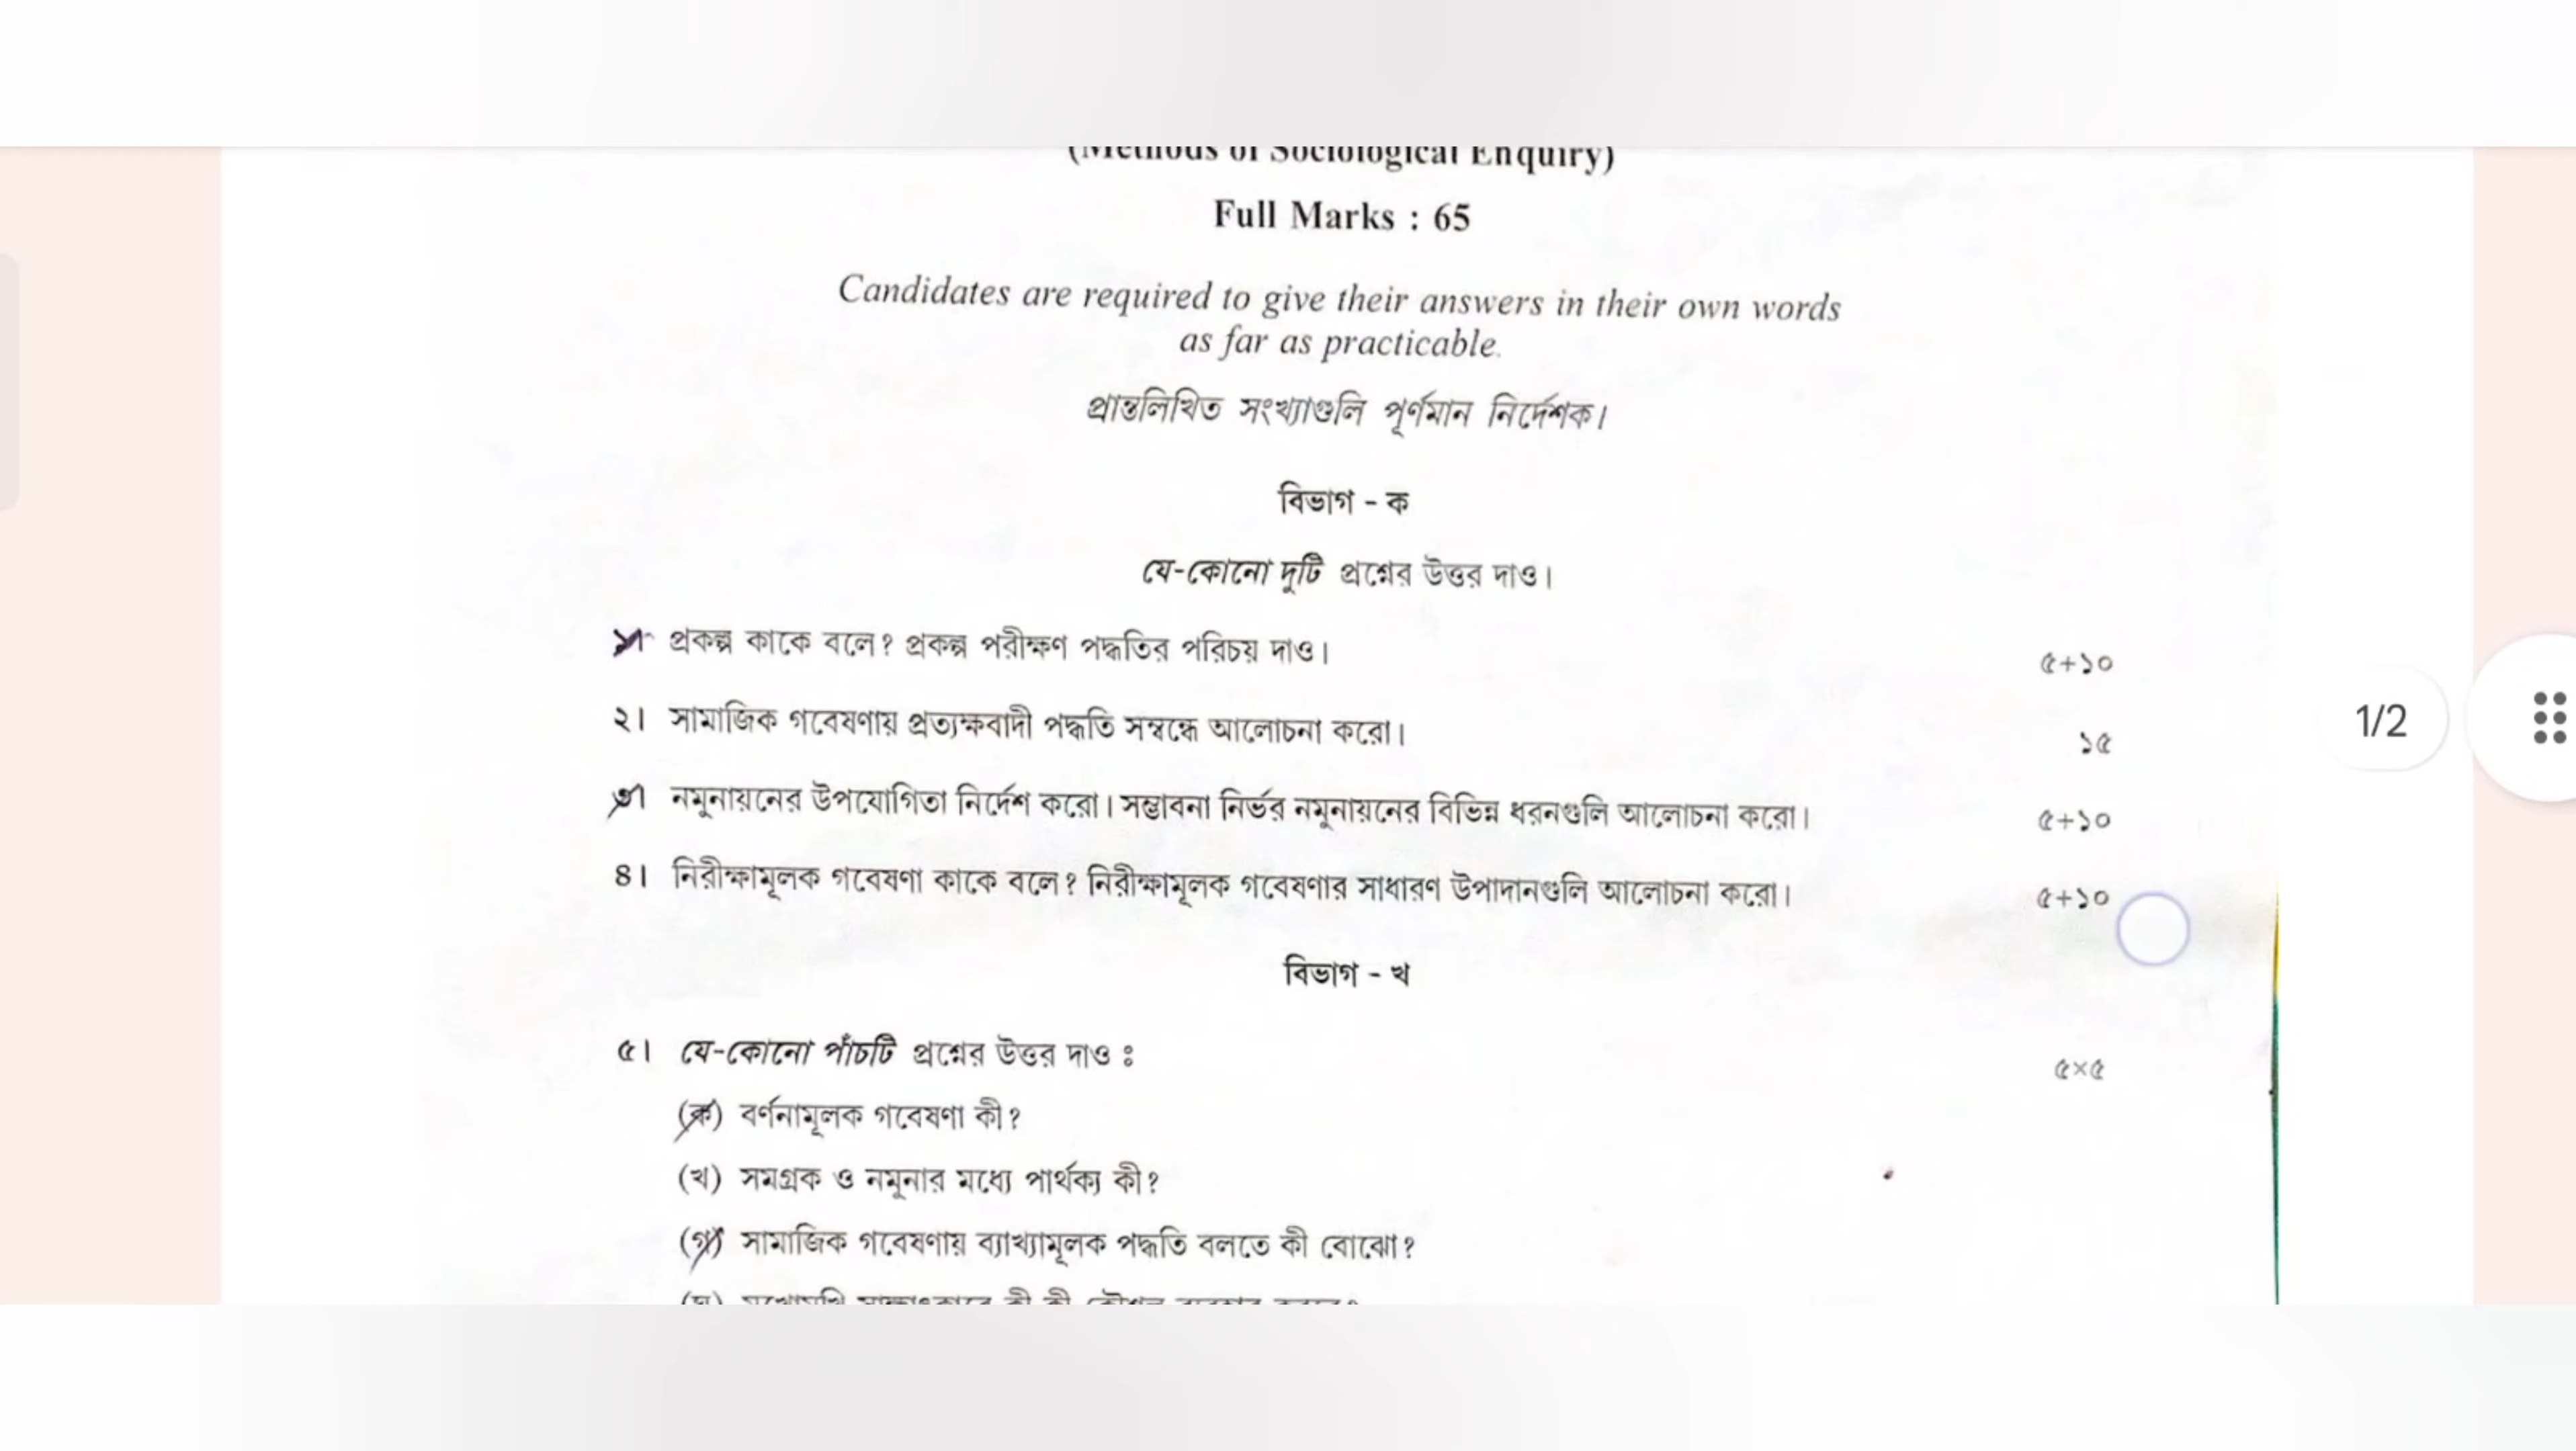 (Methods of Sociological Enquiry)
Full Marks : 65
Candidates are required to give their answers in their own words
as far as practicable.
প্রান্তলিখিত সংখ্যাগুলি পূর্ণমান নির্দেশক।
বিভাগ - ক
যে-কোনো দুটি প্রশ্নের উত্তর দাও।
১। প্রকল্প কাকে বলে? প্রকল্প পরীক্ষণ পদ্ধতির পরিচয় দাও। ৫+১০
২। সামাজিক গবেষণায় প্রত্যক্ষবাদী পদ্ধতি সম্বন্ধে আলোচনা করো। ১৫
৩। নমুনায়নের উপযোগিতা নির্দেশ করো। সম্ভাবনা নির্ভর নমুনায়নের বিভিন্ন ধরনগুলি আলোচনা করো। ৫+১০
৪। নিরীক্ষামূলক গবেষণা কাকে বলে? নিরীক্ষামূলক গবেষণার সাধারণ উপাদানগুলি আলোচনা করো। ৫+১০
1/2
বিভাগ - খ
৫। যে-কোনো পাঁচটি প্রশ্নের উত্তর দাও : ৫×৫
(ক) বর্ণনামূলক গবেষণা কী?
(খ) সমগ্রক ও নমুনার মধ্যে পার্থক্য কী?
(গ) সামাজিক গবেষণায় ব্যাখ্যামূলক পদ্ধতি বলতে কী বোঝো?